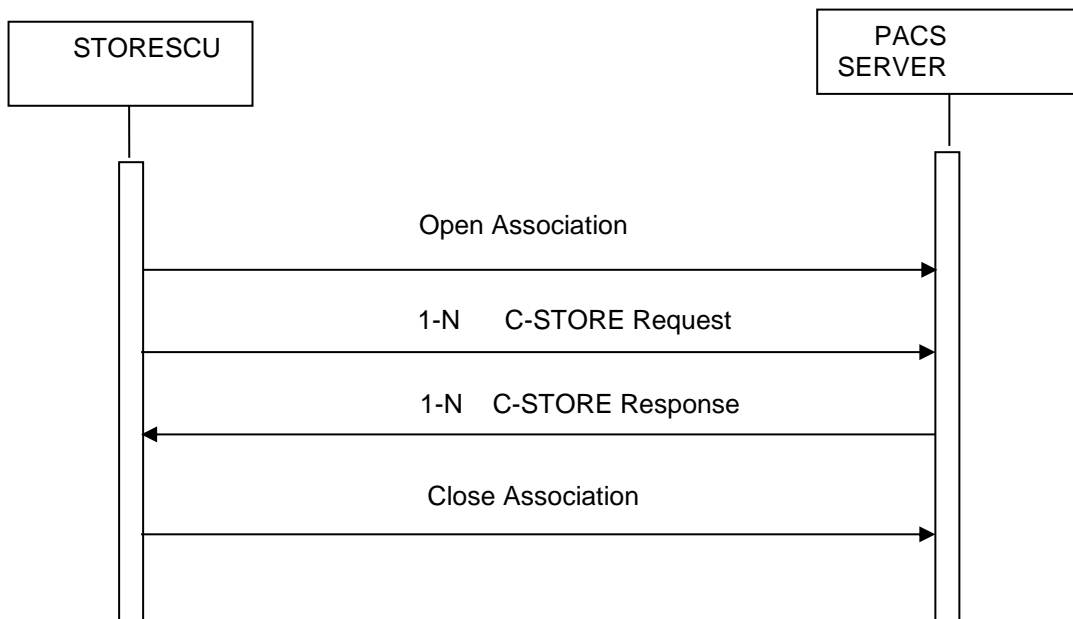 STORESCU
PACS
SERVER
Open Association
1-N C-STORE Request
1-N C-STORE Response
Close Association